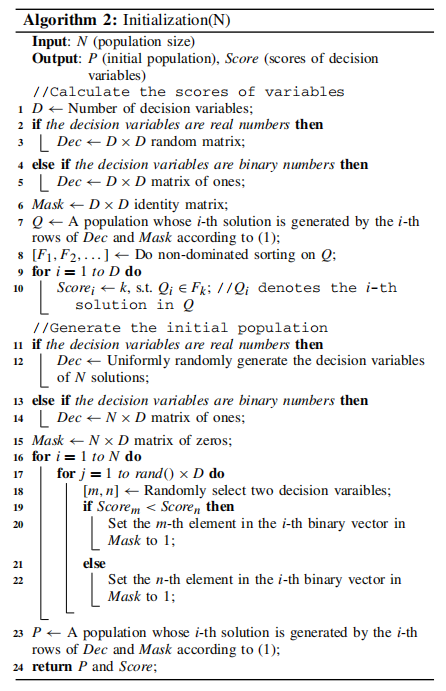 Algorithm 2: Initialization(N)
Input: N (population size)
Output: P (initial population), Score (scores of decision
variables)
//Calculate the scores of variables
1 D ← Number of decision variables;
2 if the decision variables are real numbers then
3 Dec ← D × D random matrix;
4 else if the decision variables are binary numbers then
5 Dec ← D × D matrix of ones;
6 Mask ← D × D identity matrix;
7 Q ← A population whose i-th solution is generated by the i-th
rows of Dec and Mask according to (1);
8 [F₁, F₂, . . . ] ← Do non-dominated sorting on Q;
9 for i = 1 to D do
10 Scoreᵢ ← k, s.t. Qᵢ ∈ Fₖ; //Qᵢ denotes the i-th
solution in Q
//Generate the initial population
11 if the decision variables are real numbers then
12 Dec ← Uniformly randomly generate the decision variables
of N solutions;
13 else if the decision variables are binary numbers then
14 Dec ← N × D matrix of ones;
15 Mask ← N × D matrix of zeros;
16 for i = 1 to N do
17 for j = 1 to rand() × D do
18 [m, n] ← Randomly select two decision varaibles;
19 if Scoreₘ < Scoreₙ then
20 Set the m-th element in the i-th binary vector in
Mask to 1;
21 else
22 Set the n-th element in the i-th binary vector in
Mask to 1;
23 P ← A population whose i-th solution is generated by the i-th
rows of Dec and Mask according to (1);
24 return P and Score;